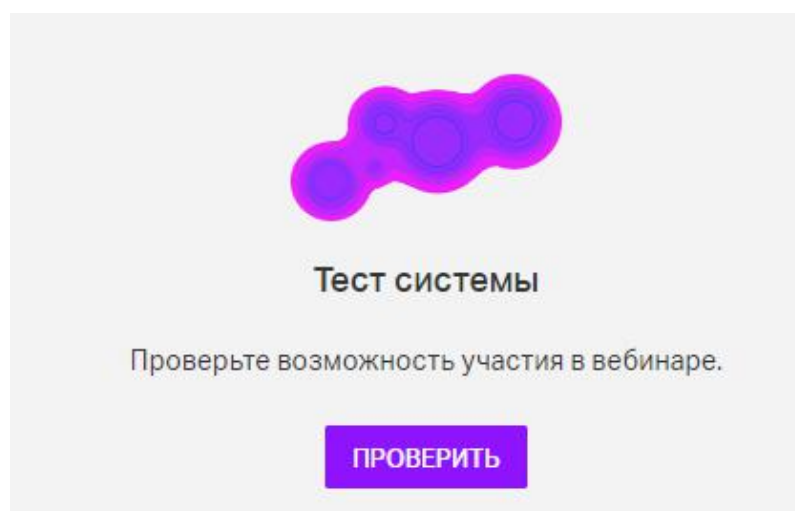 Тест системы
Проверьте возможность участия в вебинаре.
ПРОВЕРИТЬ